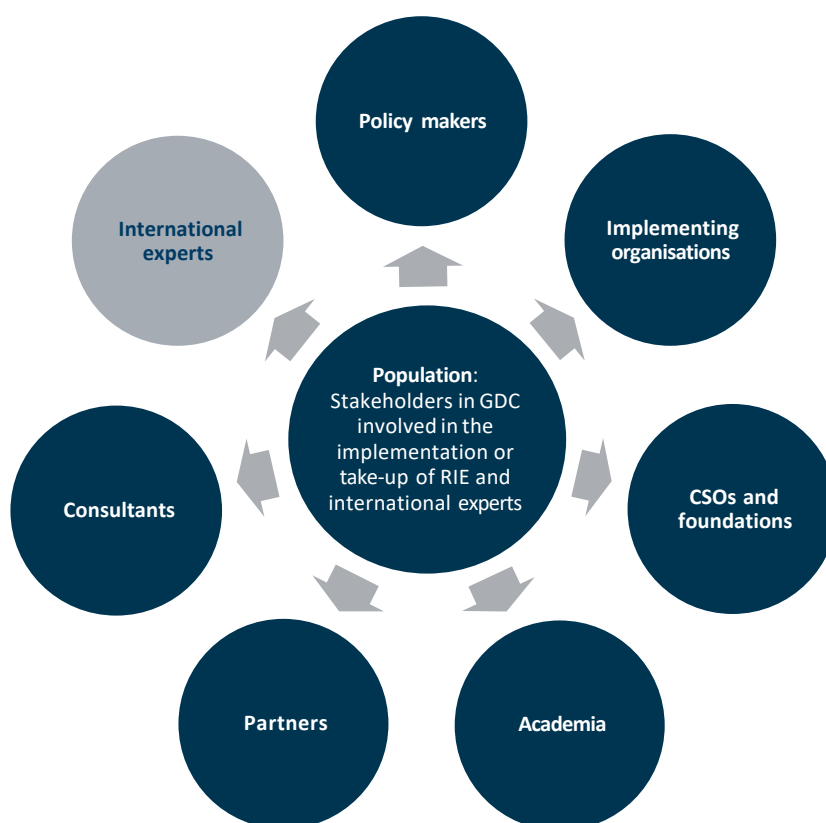 Policy makers
International
experts
Implementing
organisations
Population:
Stakeholders in GDC
involved in the
implementation or
take-up of RIE and
international experts
Consultants
CSOs and
foundations
Partners
Academia